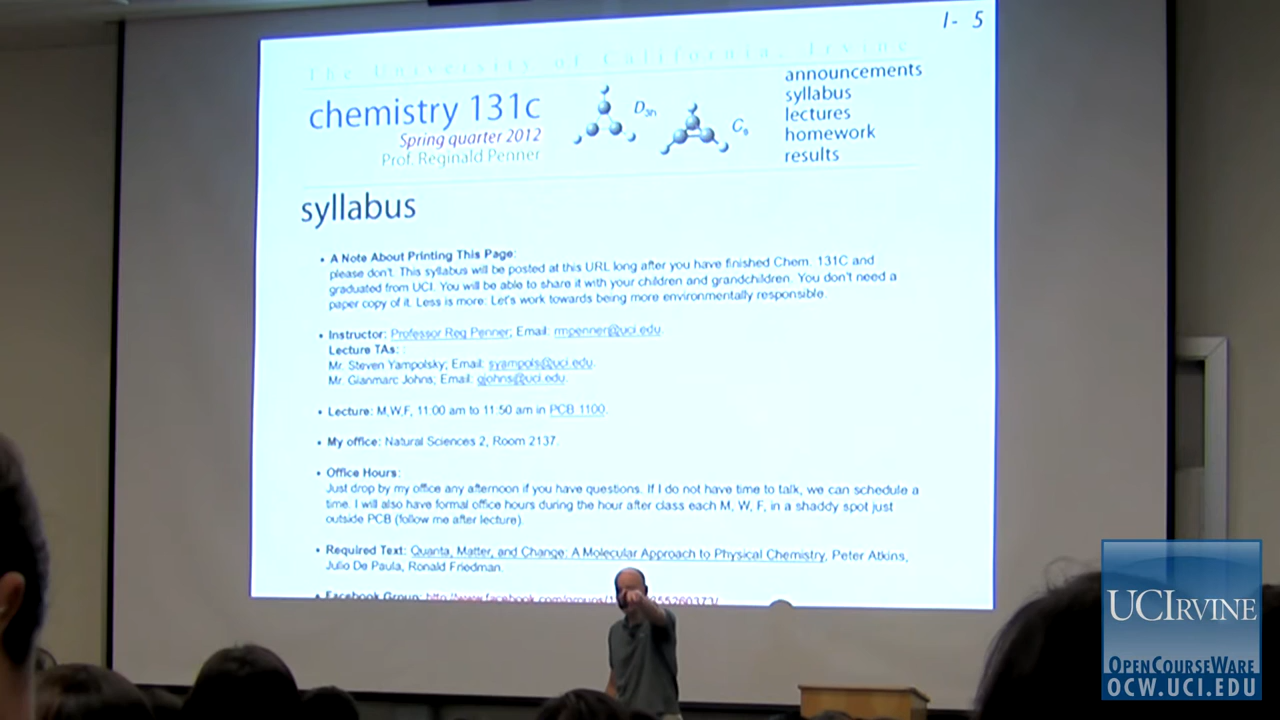 1- 5
The University of California, Irvine
chemistry 131c
Spring quarter 2012
Prof. Reginald Penner
D3h
Cs
announcements
syllabus
lectures
homework
results
syllabus
• A Note About Printing This Page:
please don't. This syllabus will be posted at this URL long after you have finished Chem. 131C and
graduated from UCI. You will be able to share it with your children and grandchildren. You don't need a
paper copy of it. Less is more: Let's work towards being more environmentally responsible.
• Instructor: Professor Reg Penner; Email: rmpenner@uci.edu.
Lecture TAs:
Mr. Steven Yampolsky; Email: syampols@uci.edu.
Mr. Gianmarc Johns; Email: gjohns@uci.edu.
• Lecture: M,W,F, 11:00 am to 11:50 am in PCB 1100.
• My office: Natural Sciences 2, Room 2137.
• Office Hours:
Just drop by my office any afternoon if you have questions. If I do not have time to talk, we can schedule a
time. I will also have formal office hours during the hour after class each M, W, F, in a shaddy spot just
outside PCB (follow me after lecture).
• Required Text: Quanta, Matter, and Change: A Molecular Approach to Physical Chemistry, Peter Atkins,
Julio De Paula, Ronald Friedman.
• Facebook Group:
UCIRVINE
OPENCOURSEWARE
OCW.UCI.EDU